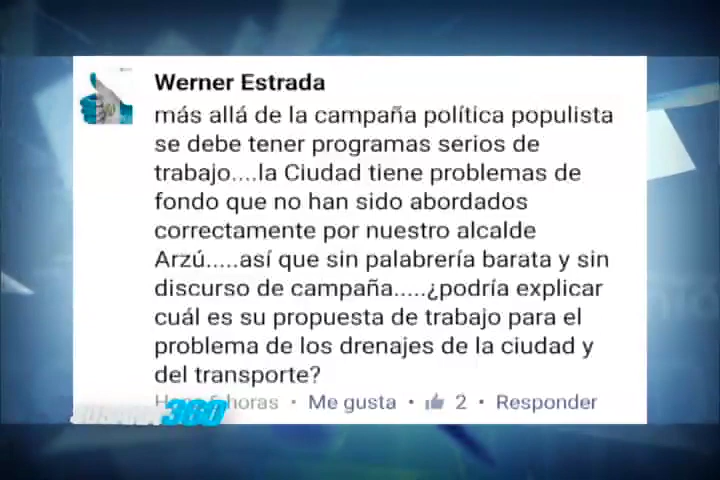 Werner Estrada
más allá de la campaña política populista
se debe tener programas serios de
trabajo....la Ciudad tiene problemas de
fondo que no han sido abordados
correctamente por nuestro alcalde
Arzú.....así que sin palabrería barata y sin
discurso de campaña.....¿podría explicar
cuál es su propuesta de trabajo para el
problema de los drenajes de la ciudad y
del transporte?
horas · Me gusta · 2 · Responder
360